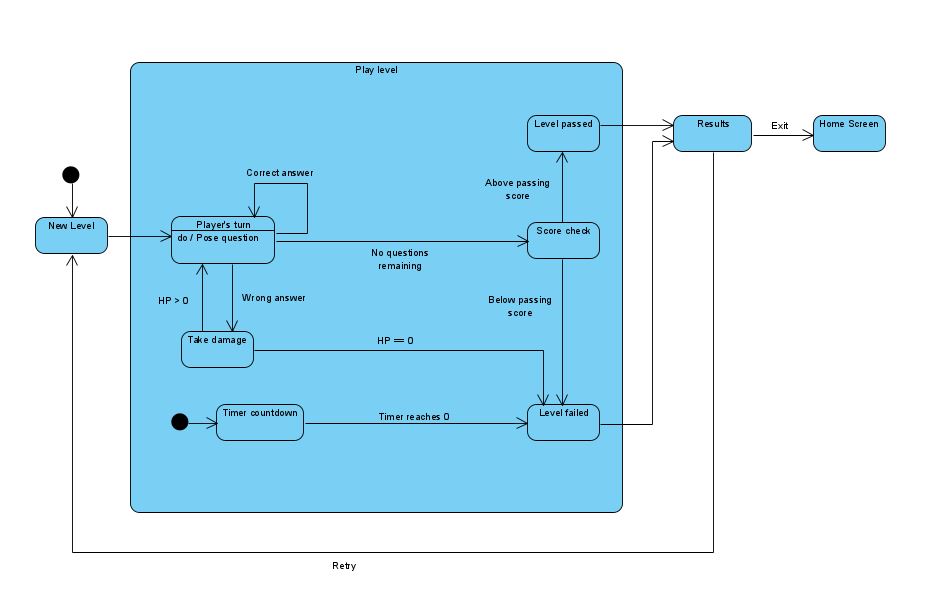 Play level
Level passed
Results
Exit
Home Screen
Correct answer
Above passing
score
New Level
Player's turn
do / Pose question
Score check
No questions
remaining
HP > 0
Wrong answer
Below passing
score
Take damage
HP == 0
Timer countdown
Timer reaches 0
Level failed
Retry